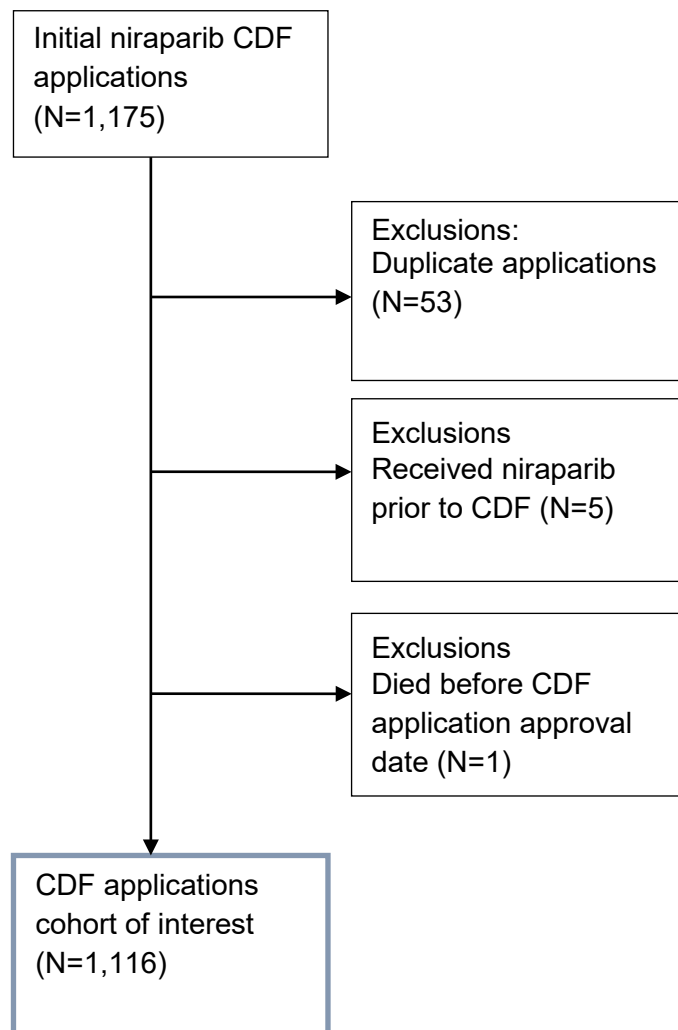 Initial niraparib CDF
applications
(N=1,175)
Exclusions:
Duplicate applications
(N=53)
Exclusions
Received niraparib
prior to CDF (N=5)
Exclusions
Died before CDF
application approval
date (N=1)
CDF applications
cohort of interest
(N=1,116)